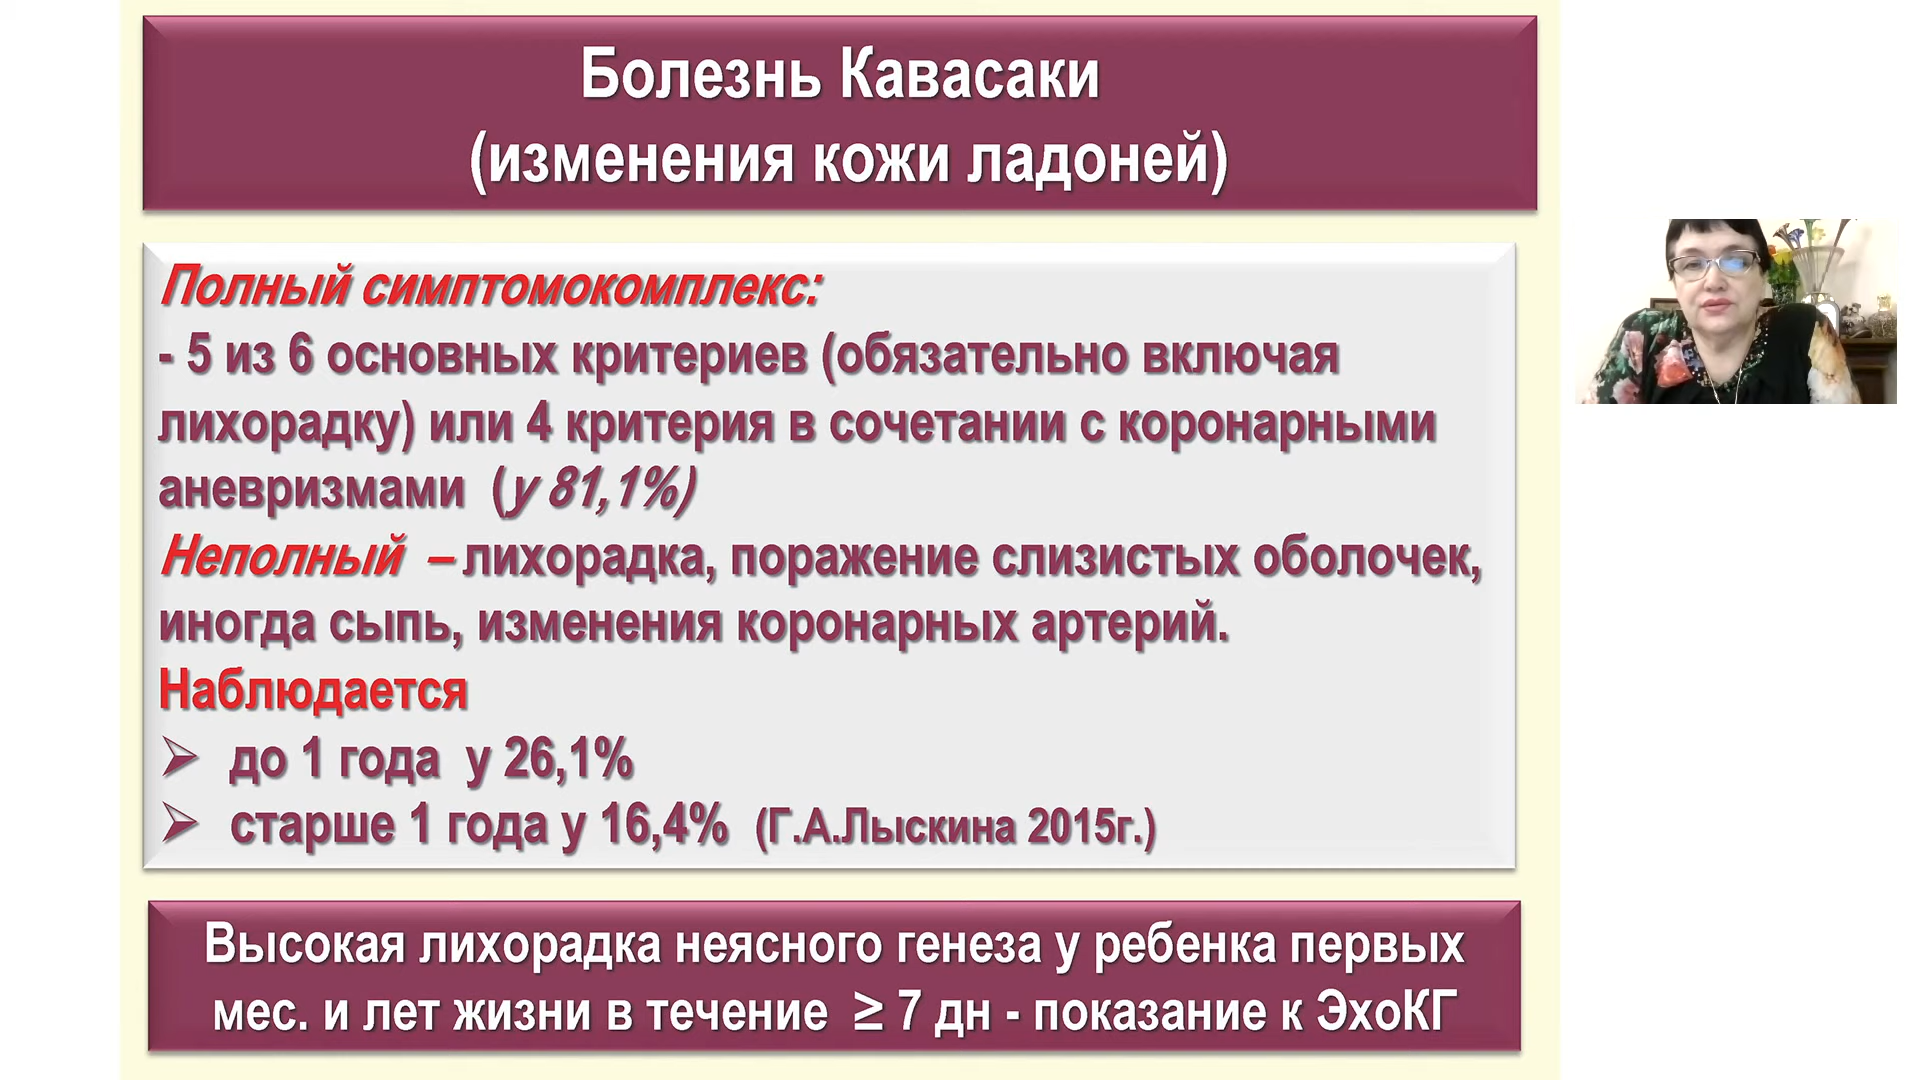 Болезнь Кавасаки
(изменения кожи ладоней)
Полный симптомокомплекс:
- 5 из 6 основных критериев (обязательно включая
лихорадку) или 4 критерия в сочетании с коронарными
аневризмами (у 81,1%)
Неполный – лихорадка, поражение слизистых оболочек,
иногда сыпь, изменения коронарных артерий.
Наблюдается
➢ до 1 года у 26,1%
➢ старше 1 года у 16,4% (Г.А.Лыскина 2015г.)
Высокая лихорадка неясного генеза у ребенка первых
мес. и лет жизни в течение ≥ 7 дн - показание к ЭхоКГ